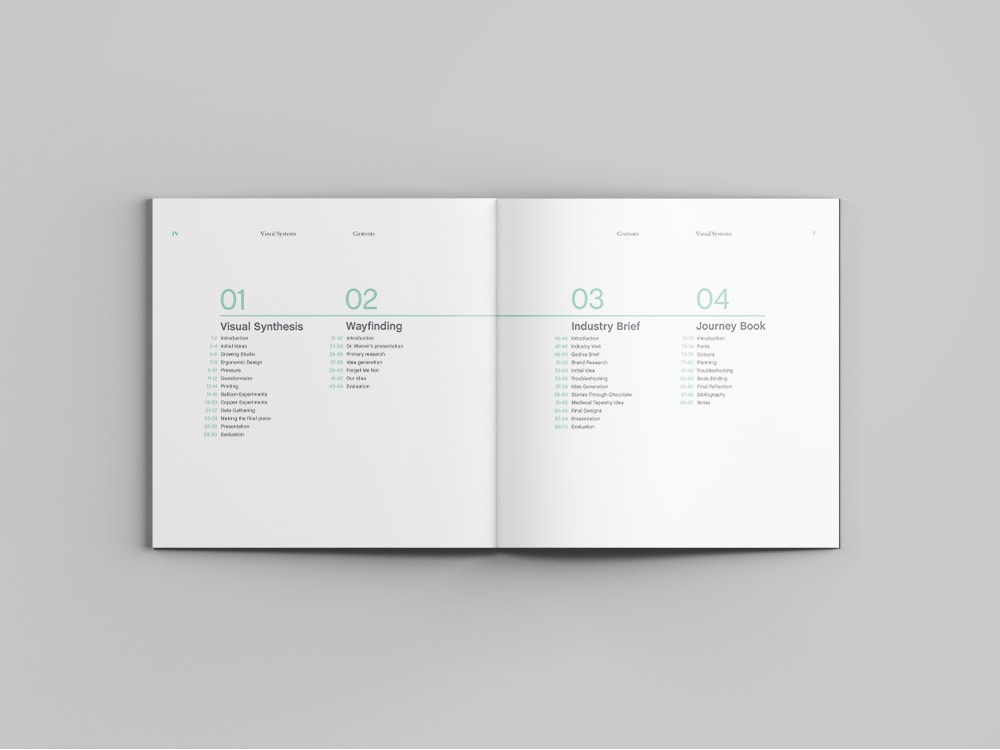 IV
Visual Systems
Contents
01
Visual Synthesis
1-2 Introduction
3-4 Initial Ideas
5-6 Drawing Studio
7-8 Ergonomic Design
9-10 Pressure
11-12 Questionnaire
13-14 Printing
15-18 Balloon Experiments
19-20 Copper Experiments
21-22 Data Gathering
23-24 Making the final piece
25-28 Presentation
29-30 Evaluation
02
Wayfinding
31-32 Introduction
33-34 Dr. Weiner's presentation
35-36 Primary research
37-38 Idea generation
39-40 Forget Me Not
41-42 Our Idea
43-44 Evaluation
Contents
Visual Systems
V
03
Industry Brief
45-46 Introduction
47-48 Industry Visit
49-50 Godiva Brief
51-52 Brand Research
53-54 Initial Idea
55-56 Troubleshooting
57-58 Idea Generation
59-60 Stories Through Chocolate
61-62 Medieval Tapestry Idea
Final Designs
67-68 Presentation
69-70 Evaluation
04
Journey Book
71-72 Introduction
73-74 Fonts
75-76 Colours
77-80 Planning
81-82 Troubleshooting
83-84 Book-Binding
85-86 Final Reflection
87-88 Bibliography
89-90 Notes